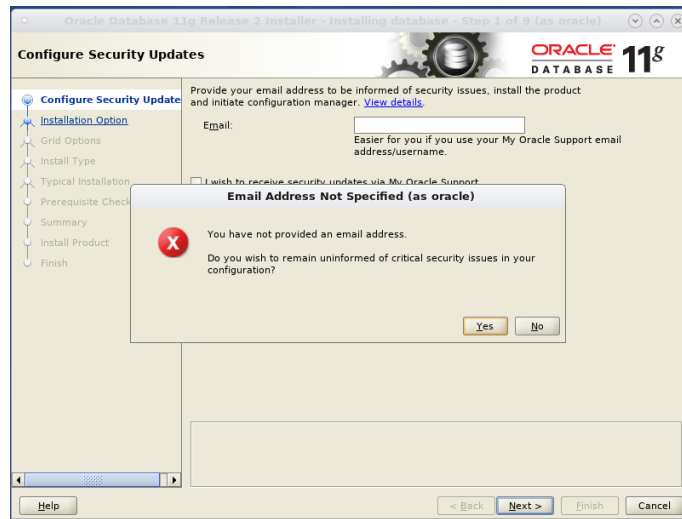 Oracle Database 11g Release 2 Installer - Installing database - Step 1 of 9 (as oracle)
Configure Security Updates
ORACLE
DATABASE
11g
Configure Security Update
Installation Option
Grid Options
Install Type
Typical Installation
Prerequisite Check
Summary
Install Product
Finish
Provide your email address to be informed of security issues, install the product
and initiate configuration manager. View details.
Email:
Easier for you if you use your My Oracle Support email
address/username.
I wish to receive security updates via My Oracle Support
Email Address Not Specified (as oracle)
You have not provided an email address.
Do you wish to remain uninformed of critical security issues in your
configuration?
Yes
No
Help
< Back
Next >
Finish
Cancel